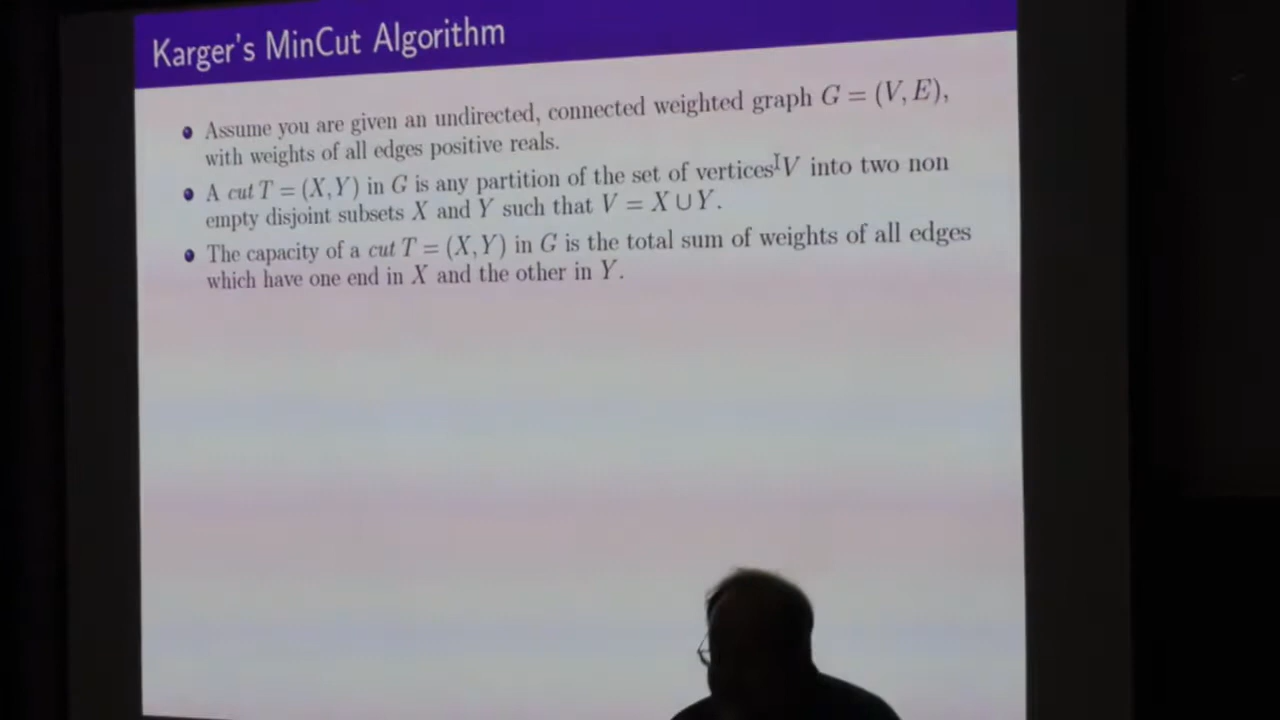 Karger's MinCut Algorithm
Assume you are given an undirected, connected weighted graph G = (V, E),
with weights of all edges positive reals.
A cut T = (X, Y) in G is any partition of the set of vertices V into two non
empty disjoint subsets X and Y such that V = X ∪ Y.
The capacity of a cut T = (X, Y) in G is the total sum of weights of all edges
which have one end in X and the other in Y.